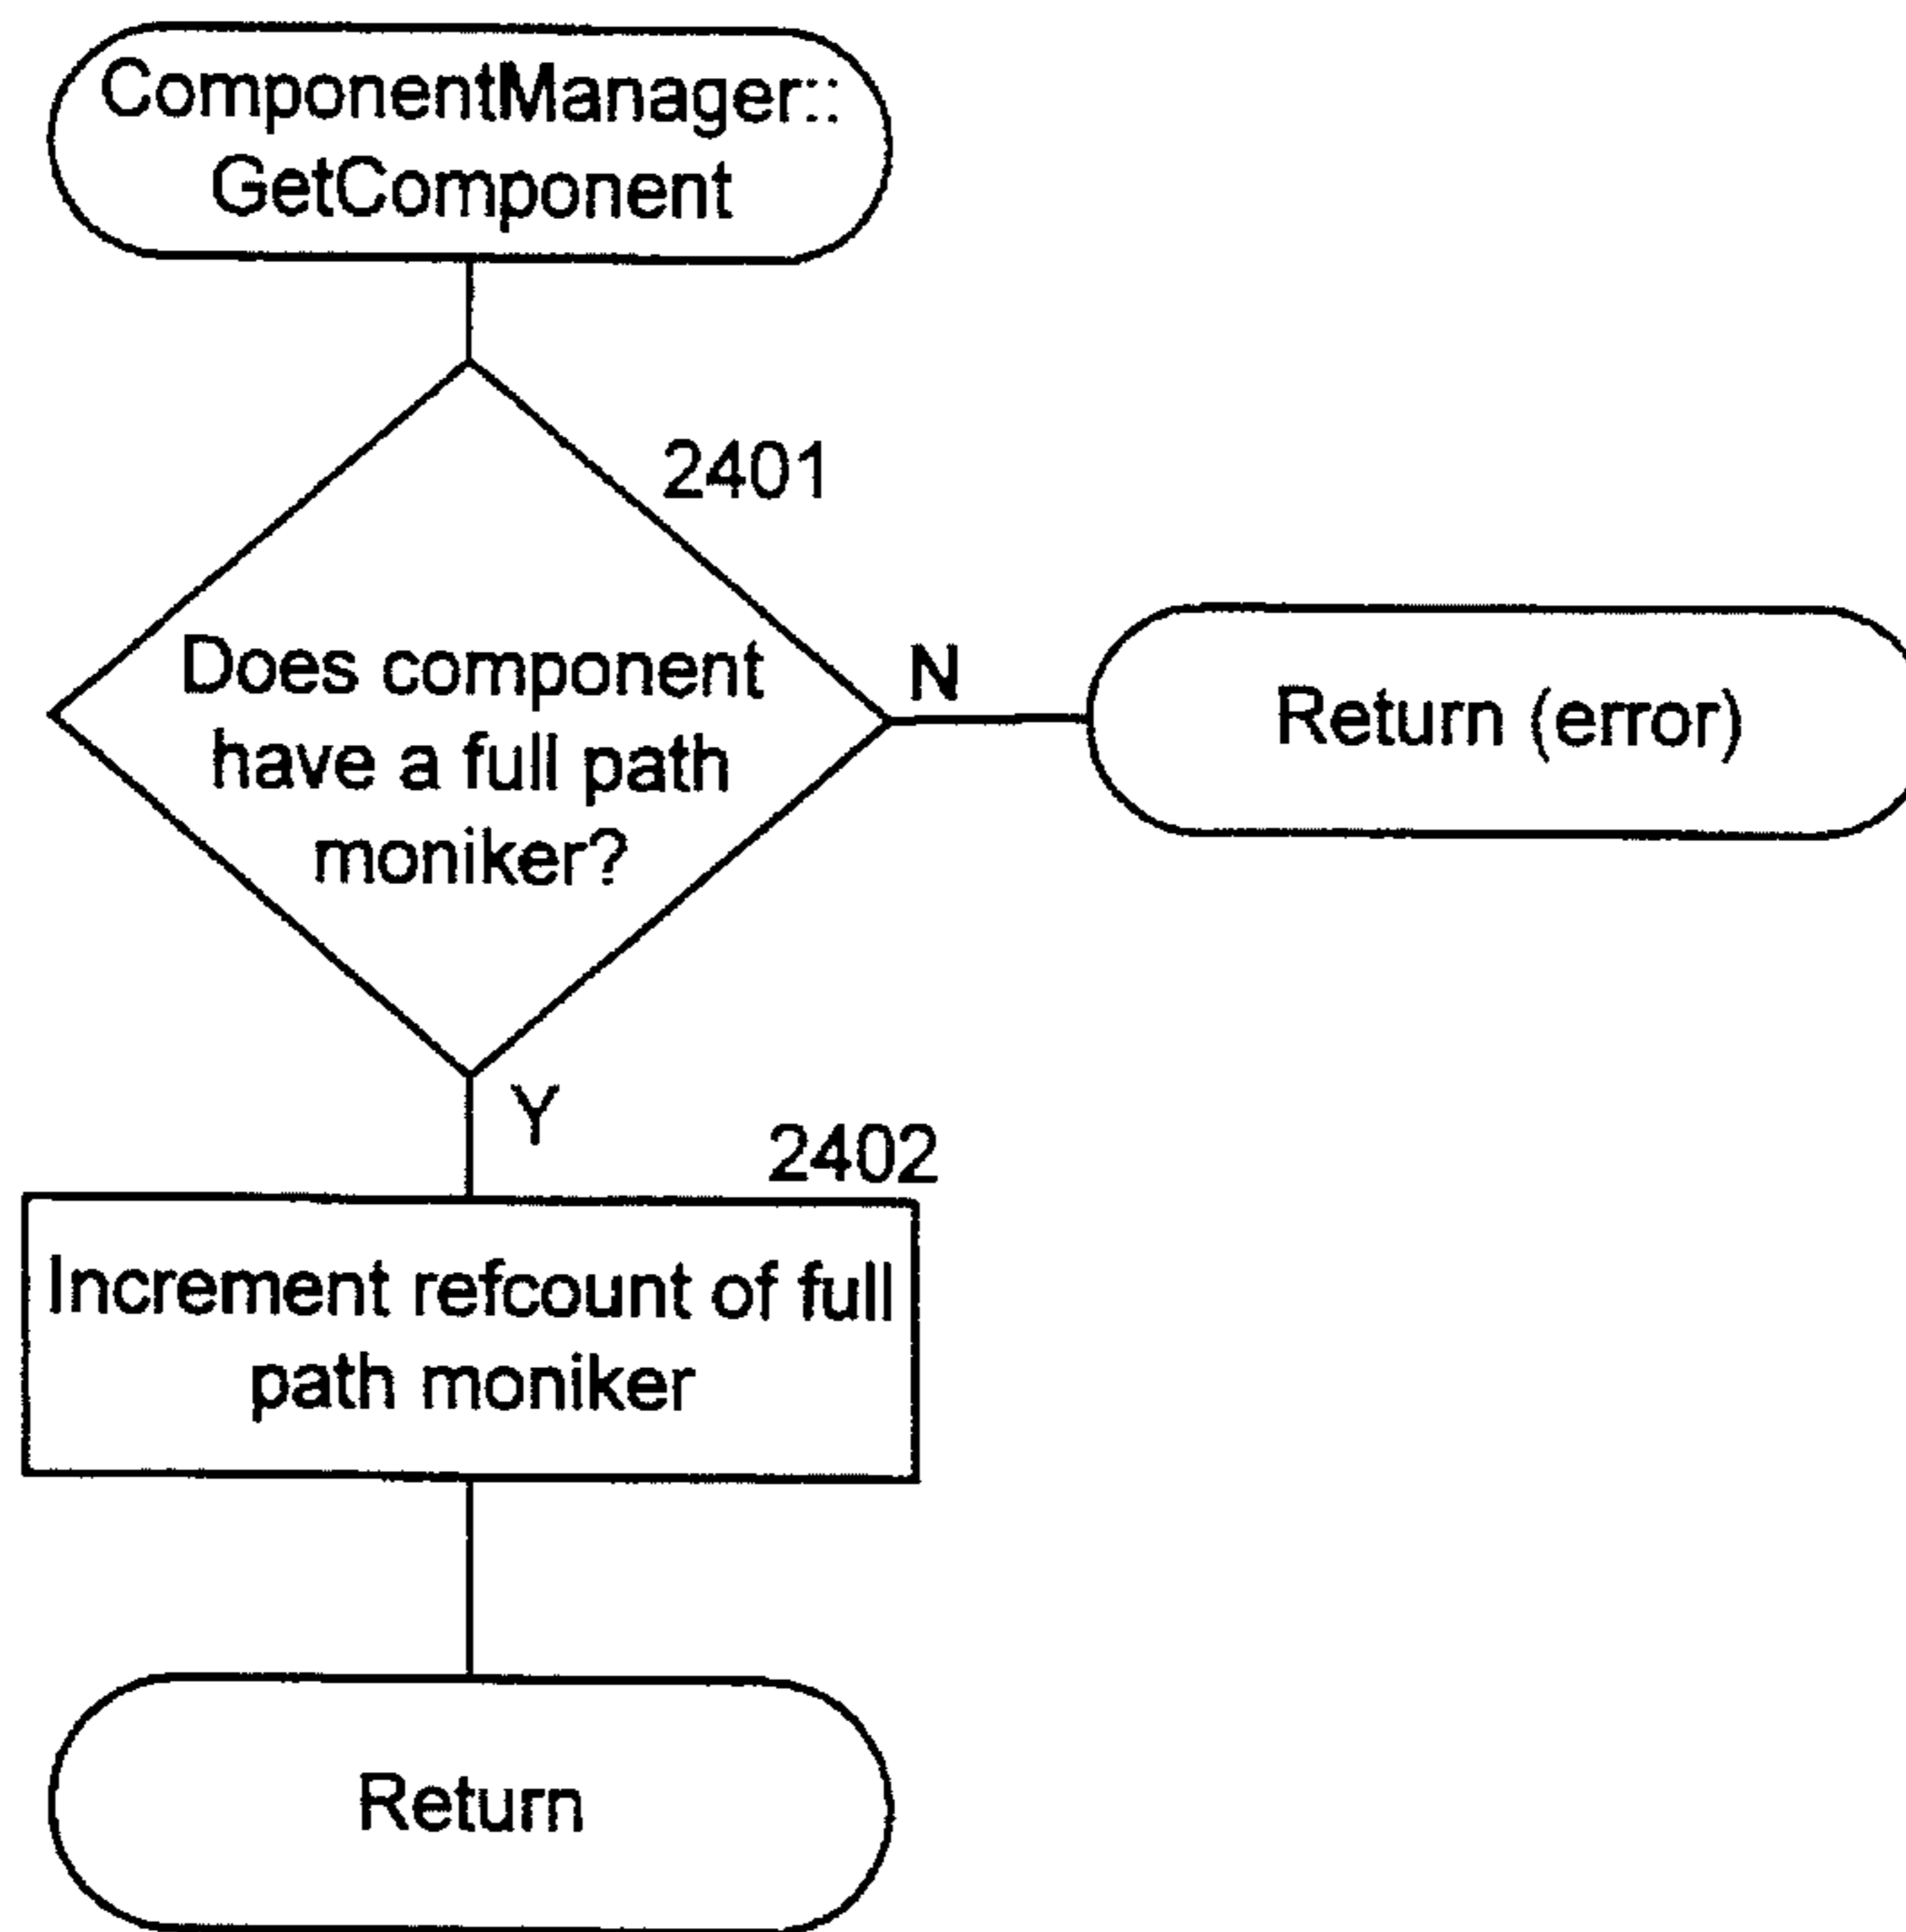 ComponentManager::
GetComponent
2401
Does component
have a full path
moniker?
N
Return (error)
Y
2402
Increment refcount of full
path moniker
Return